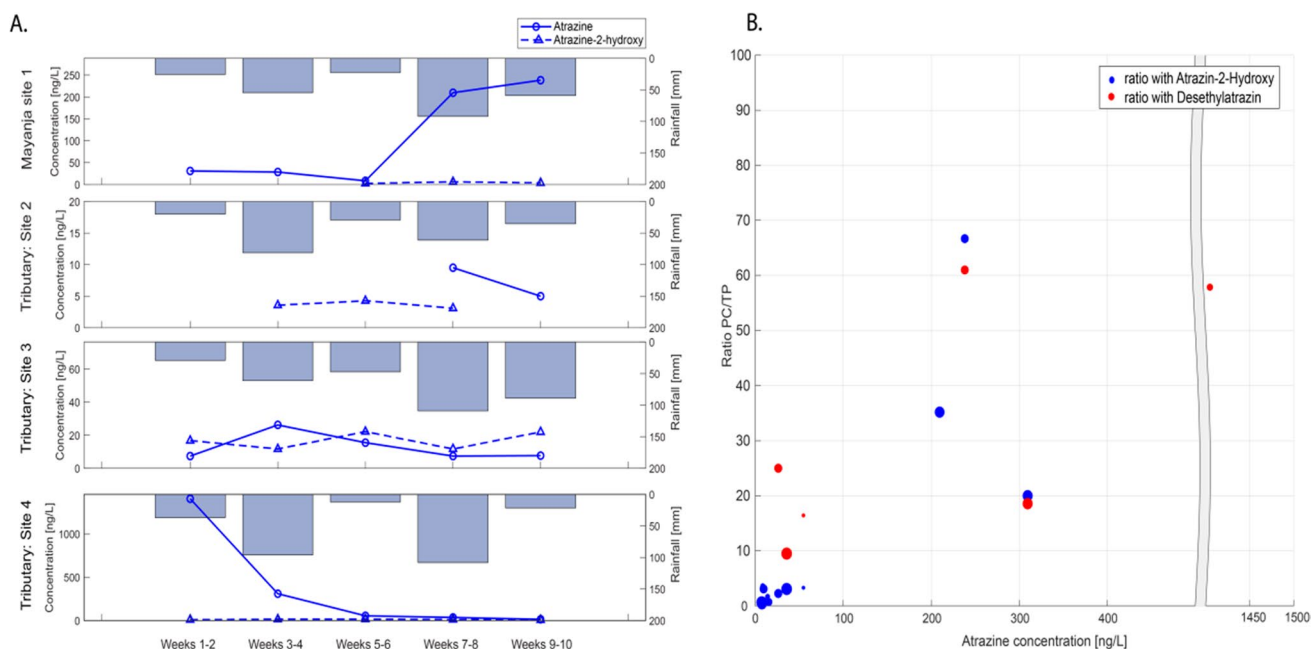 A.
Atrazine
Atrazine-2-hydroxy
Mayanja site 1
Concentration [ng/L]
250
200
150
100
50
0
0
50
100
150
200
Rainfall [mm]
Tributary: Site 2
Concentration [ng/L]
20
15
10
5
0
0
50
100
150
200
Rainfall [mm]
Tributary: Site 3
Concentration [ng/L]
60
40
20
0
0
50
100
150
200
Rainfall [mm]
Tributary: Site 4
Concentration [ng/L]
1000
500
0
0
50
100
150
200
Rainfall [mm]
Weeks 1-2 Weeks 3-4 Weeks 5-6 Weeks 7-8 Weeks 9-10
B.
ratio with Atrazin-2-Hydroxy
ratio with Desethylatrazin
Ratio PC/TP
100
90
80
70
60
50
40
30
20
10
0
0 100 200 300 400 1450 1500
Atrazine concentration [ng/L]